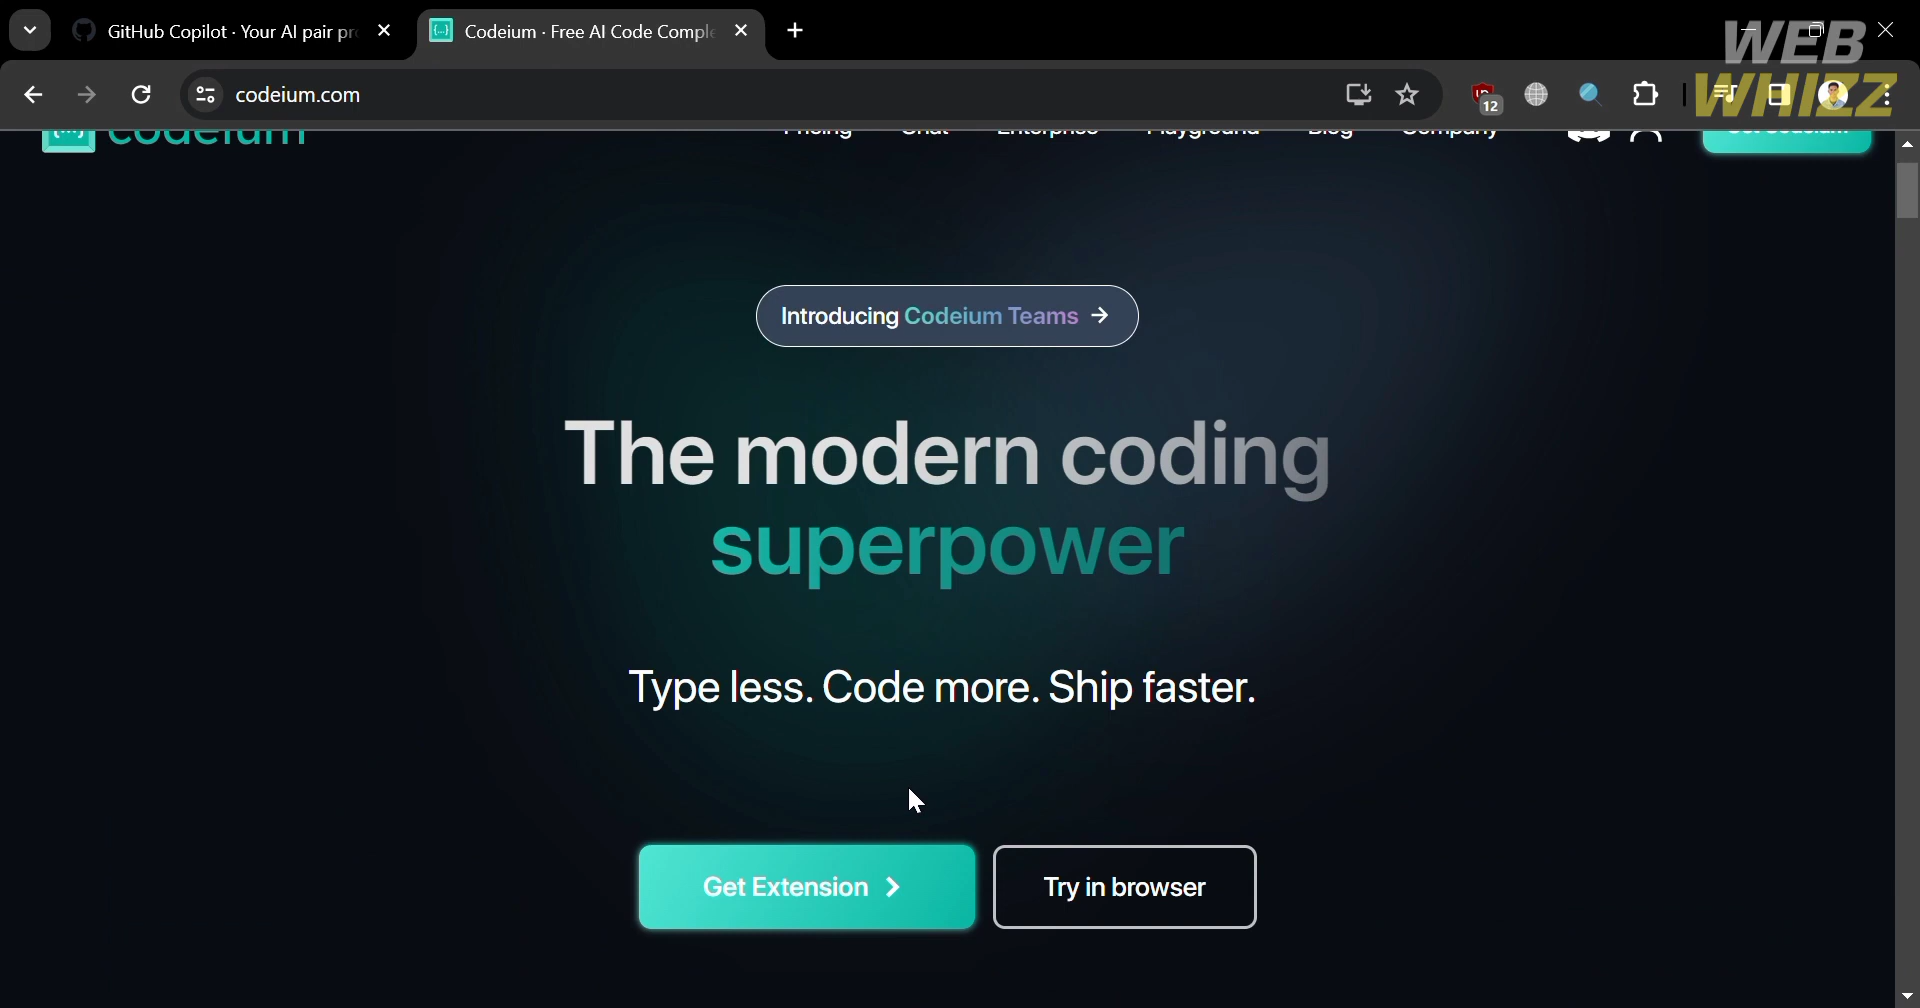 GitHub Copilot · Your AI pair pr
Codeium · Free AI Code Comple
WEB
WHIZZ
codeium.com
12
codeium
Pricing Chat Enterprise Playground Blog Company
Get Codeium
Introducing Codeium Teams →
The modern coding
superpower
Type less. Code more. Ship faster.
Get Extension
Try in browser